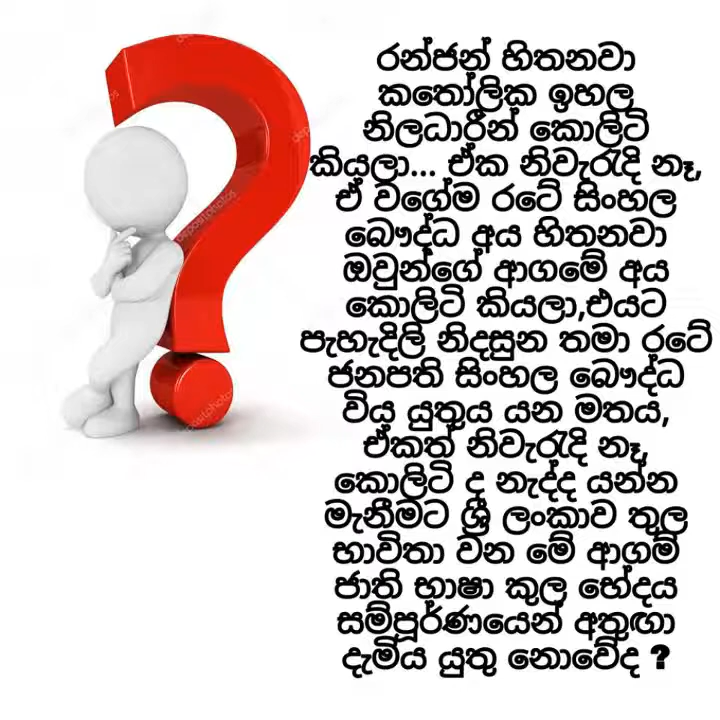 රන්ජන් හිතනවා
කතෝලික ඉහල
නිලධාරීන් කොලිටි
කියලා... ඒක නිවැරැදි නෑ,
ඒ වගේම රටේ සිංහල
බෞද්ධ අය හිතනවා
ඔවුන්ගේ ආගමේ අය
කොලිටි කියලා,එයට
පැහැදිලි නිදසුන තමා රටේ
ජනපති සිංහල බෞද්ධ
විය යුතුය යන මතය,
ඒකත් නිවැරැදි නෑ,
කොලිටි ද නැද්ද යන්න
මැනීමට ශ්‍රී ලංකාව තුල
භාවිතා වන මේ ආගම්
ජාති භාෂා කුල භේදය
සම්පූර්ණයෙන් අතුඟා
දැමිය යුතු නොවේද ?
depositphotos